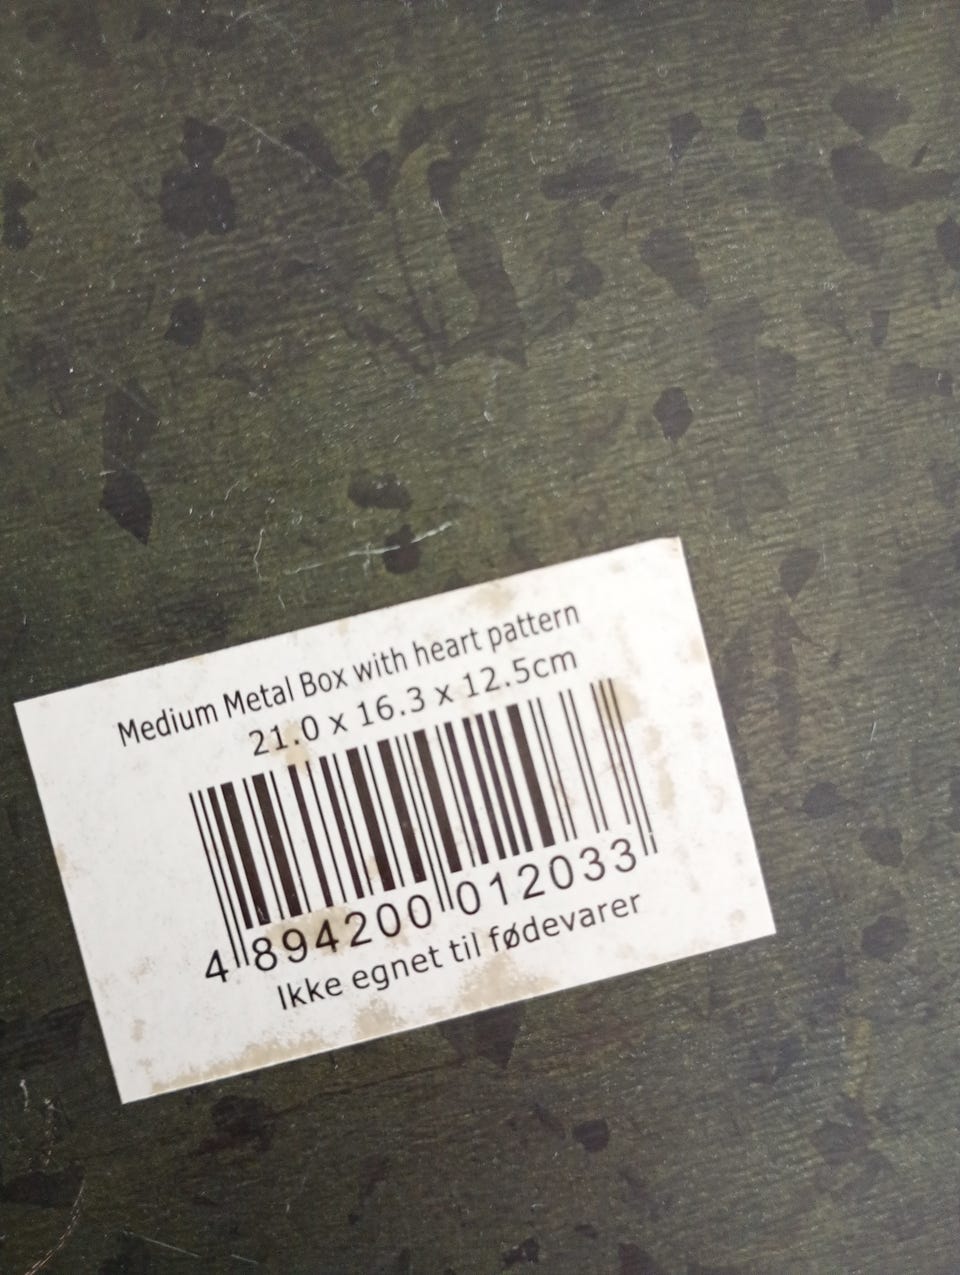 Medium Metal Box with heart pattern
21.0 x 16.3 x 12.5cm
4 894200 012033
Ikke egnet til fødevarer